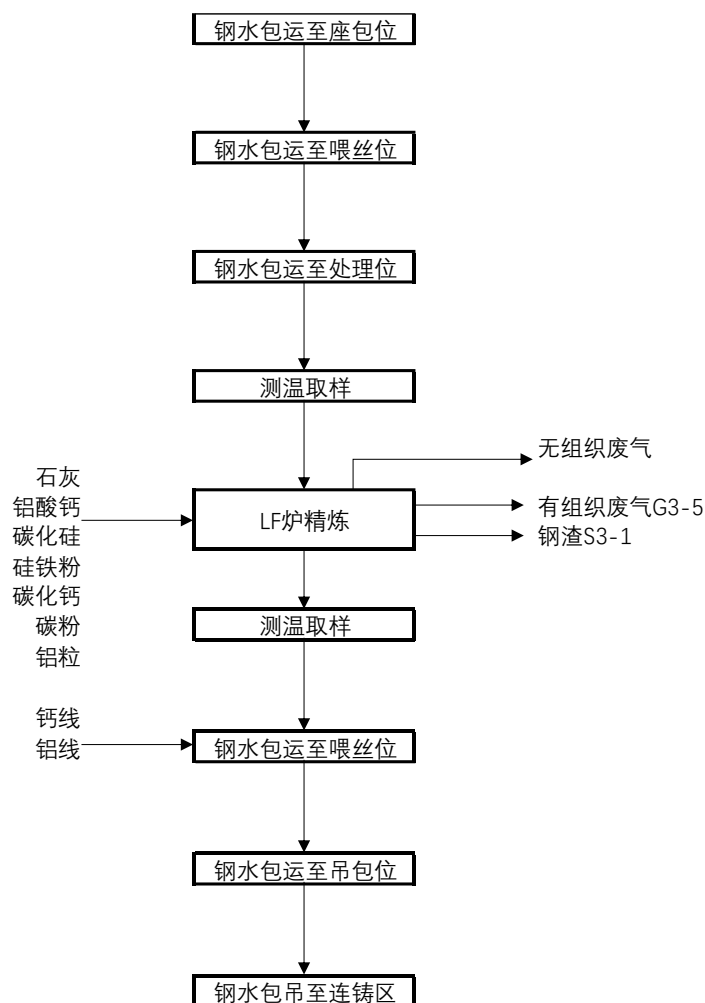 钢水包运至座包位
钢水包运至喂丝位
钢水包运至处理位
测温取样
无组织废气
石灰
铝酸钙
碳化硅
硅铁粉
碳化钙
碳粉
铝粒
LF炉精炼
有组织废气G3-5
钢渣S3-1
测温取样
钙线
铝线
钢水包运至喂丝位
钢水包运至吊包位
钢水包吊至连铸区